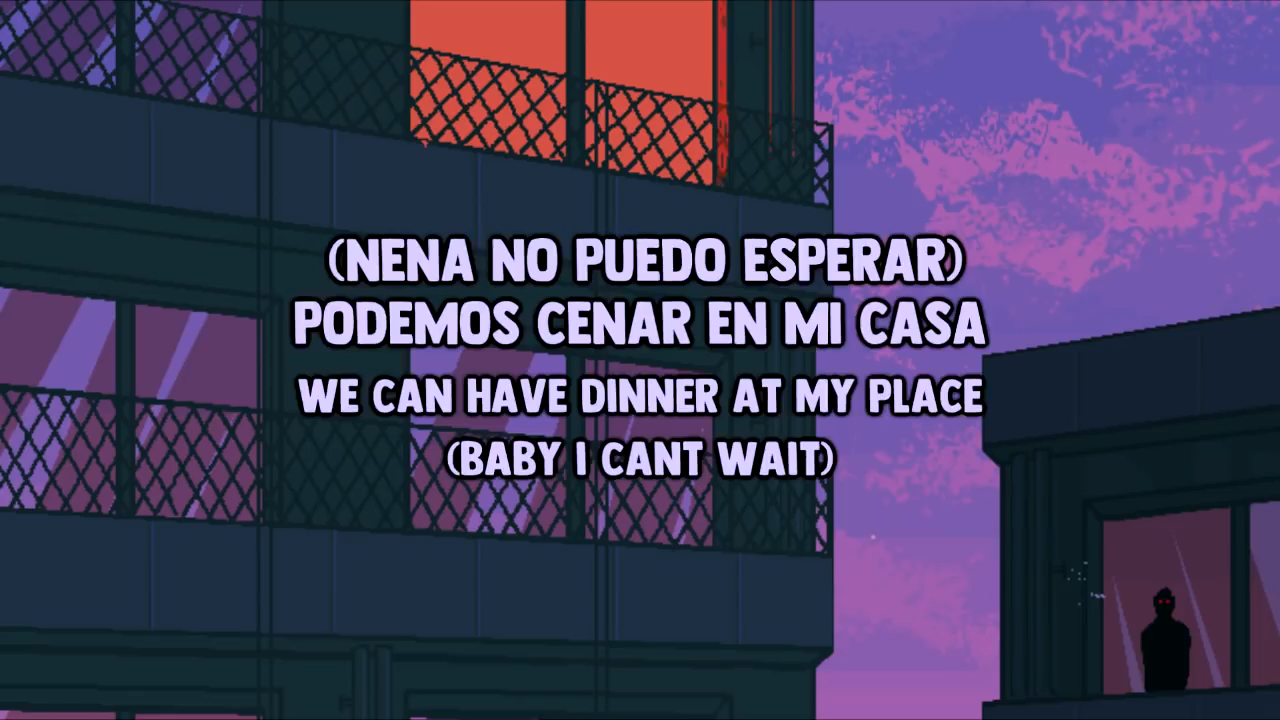 (NENA NO PUEDO ESPERAR)
PODEMOS CENAR EN MI CASA
WE CAN HAVE DINNER AT MY PLACE
(BABY I CANT WAIT)